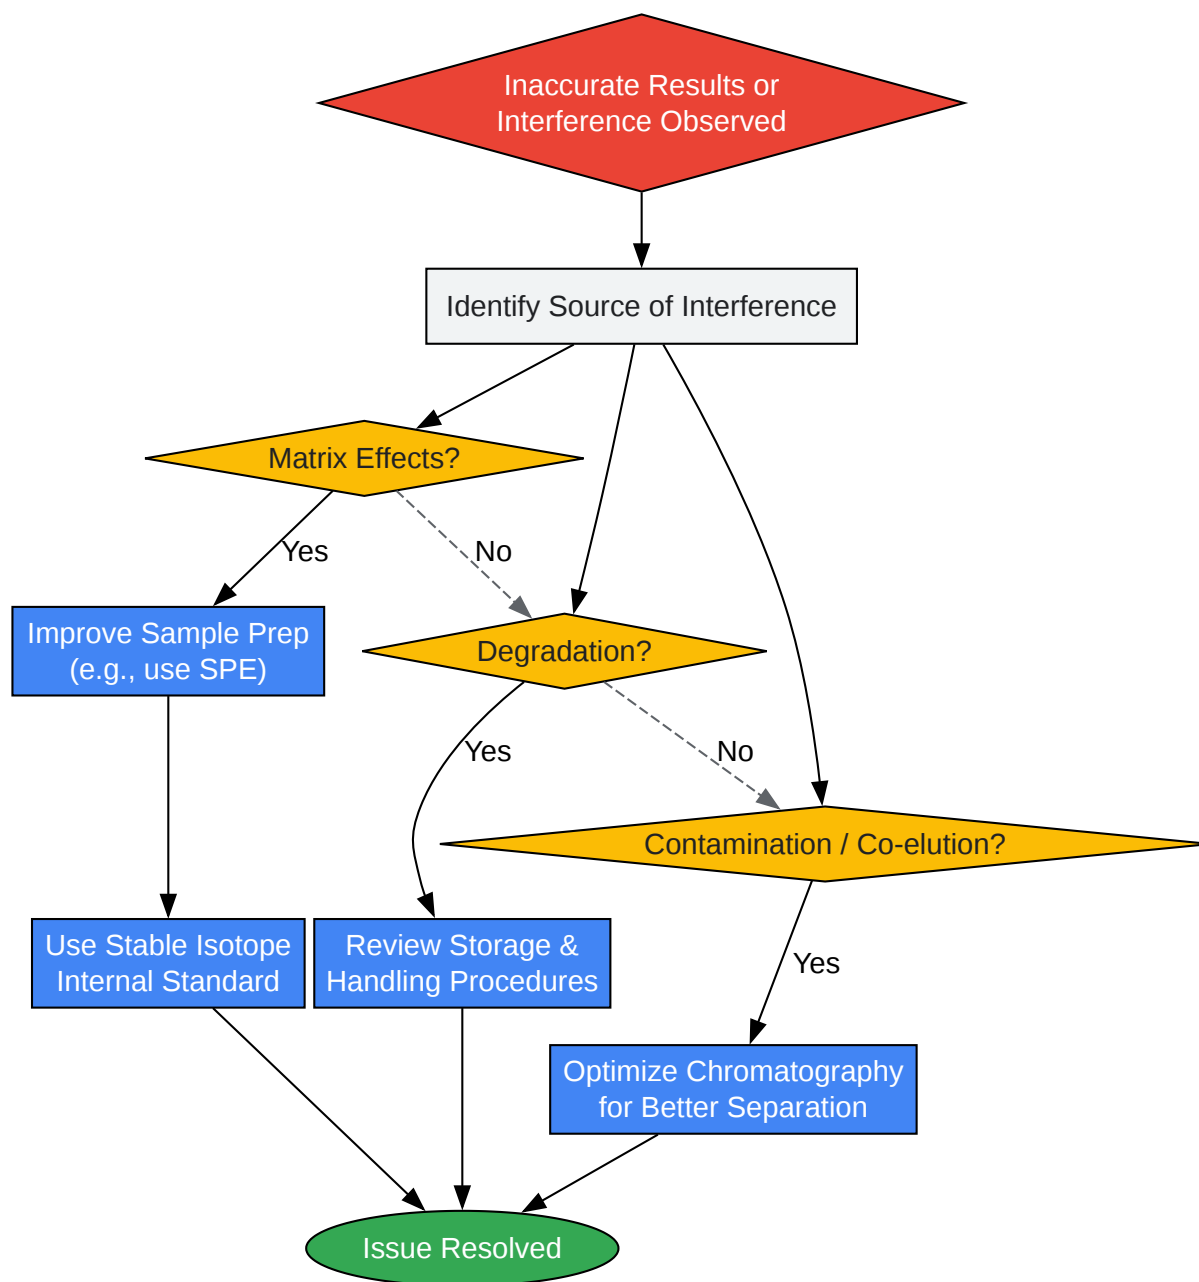 Inaccurate Results or
Interference Observed
Identify Source of Interference
Matrix Effects?
Yes
No
Improve Sample Prep
(e.g., use SPE)
Degradation?
Yes
No
Contamination / Co-elution?
Use Stable Isotope
Internal Standard
Review Storage &
Handling Procedures
Yes
Optimize Chromatography
for Better Separation
Issue Resolved